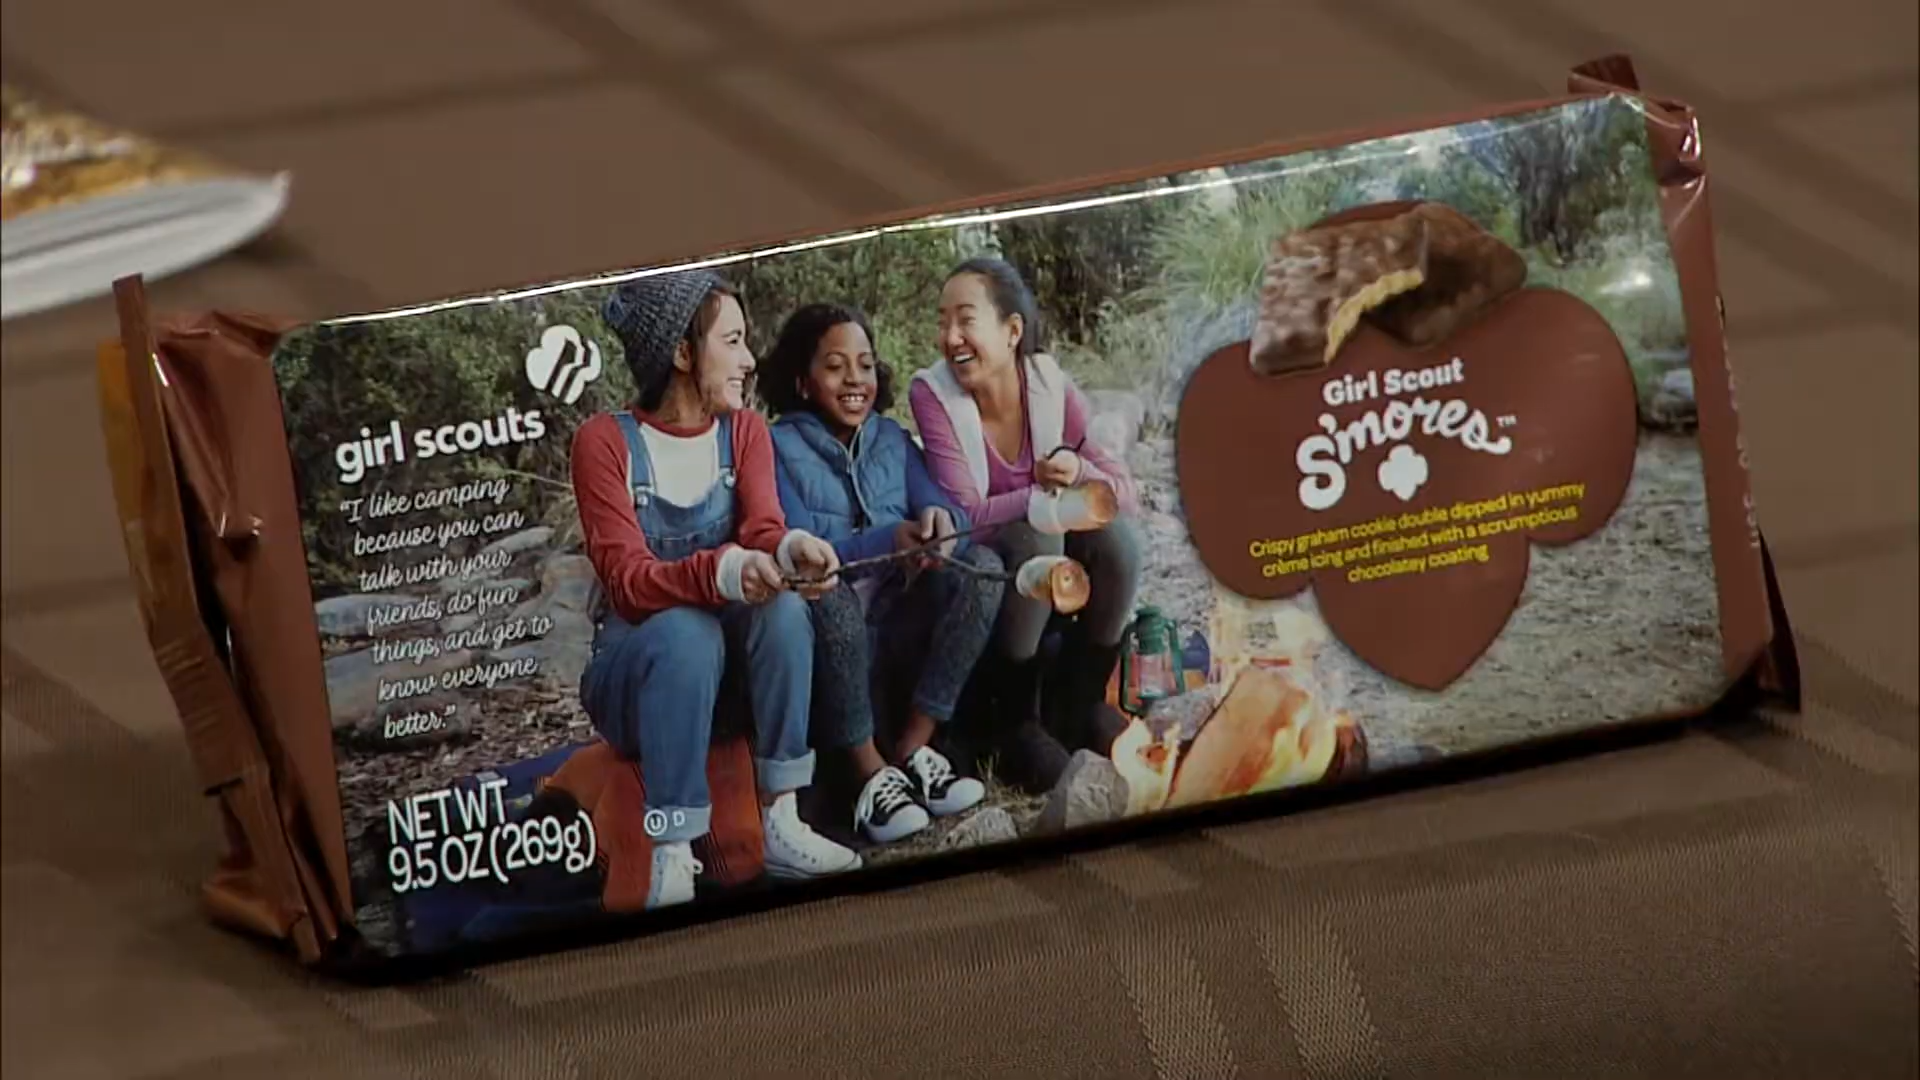 girl scouts
"I like camping
because you can
talk with your
friends, do fun
things, and get to
know everyone
better."
NET WT
9.5 OZ (269g)
U D
Girl Scout
S'mores™
Crispy graham cookie double dipped in yummy
crème icing and finished with a scrumptious
chocolatey coating